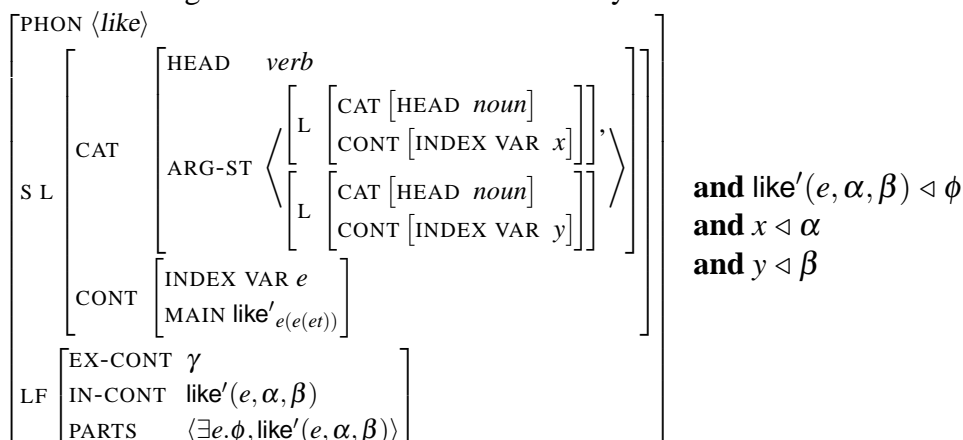 PHON ⟨like⟩
HEAD verb
L CAT [HEAD noun]
CONT [INDEX VAR x] ,
CAT
ARG-ST
S L
L CAT [HEAD noun]
CONT [INDEX VAR y]
CONT INDEX VAR e
MAIN like′e(e(et))
LF EX-CONT γ
IN-CONT like′(e, α, β)
PARTS ⟨∃e.ϕ, like′(e, α, β)⟩
and like′(e, α, β) ◁ ϕ
and x ◁ α
and y ◁ β